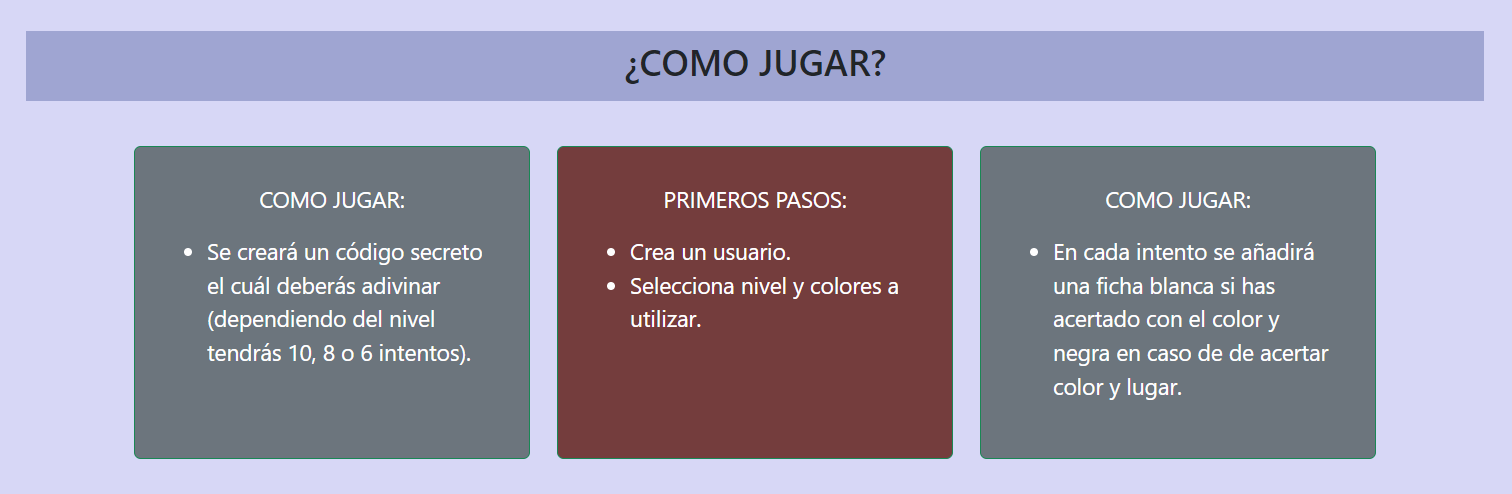 ¿COMO JUGAR?
COMO JUGAR:
• Se creará un código secreto
el cuál deberás adivinar
(dependiendo del nivel
tendrás 10, 8 o 6 intentos).
PRIMEROS PASOS:
• Crea un usuario.
• Selecciona nivel y colores a
utilizar.
COMO JUGAR:
• En cada intento se añadirá
una ficha blanca si has
acertado con el color y
negra en caso de de acertar
color y lugar.